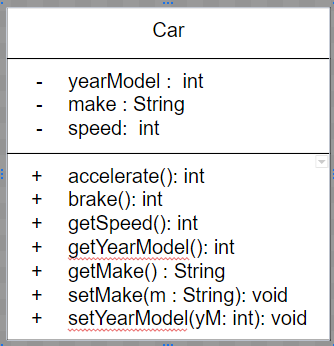 Car
- yearModel : int
- make : String
- speed: int
+ accelerate(): int
+ brake(): int
+ getSpeed(): int
+ getYearModel(): int
+ getMake() : String
+ setMake(m : String): void
+ setYearModel(yM: int): void